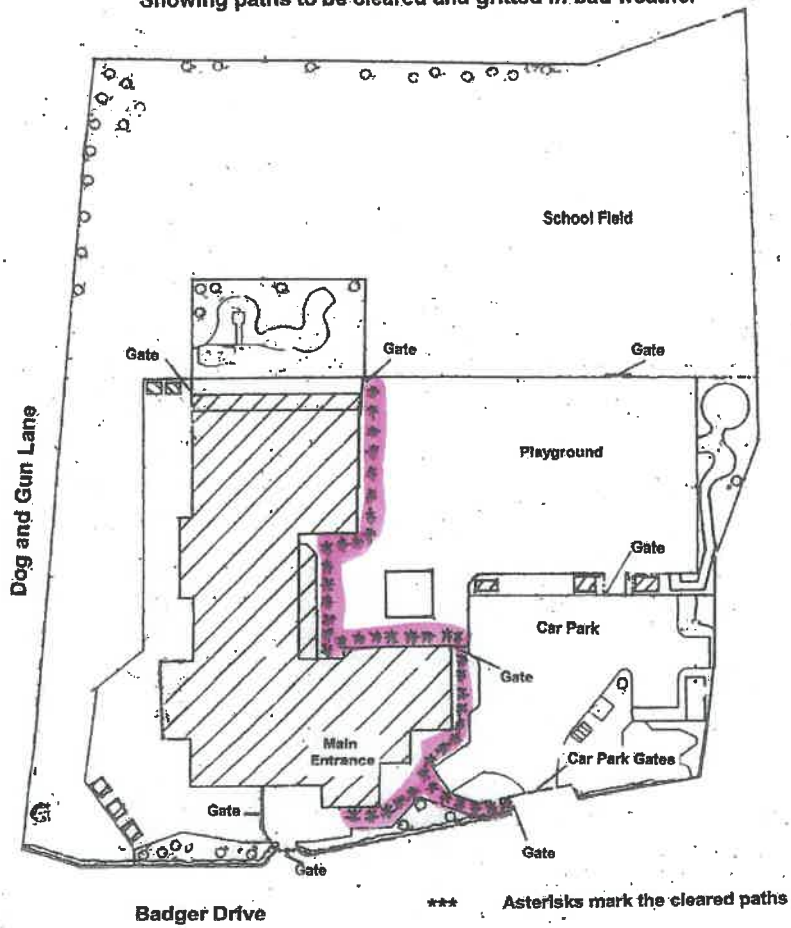 Showing paths to be cleared and gritted in bad weather
School Field
Gate
Gate
Gate
Dog and Gun Lane
Playground
Gate
Car Park
Gate
Main
Entrance
Car Park Gates
Gate
Gate
Gate
Badger Drive
*** Asterisks mark the cleared paths